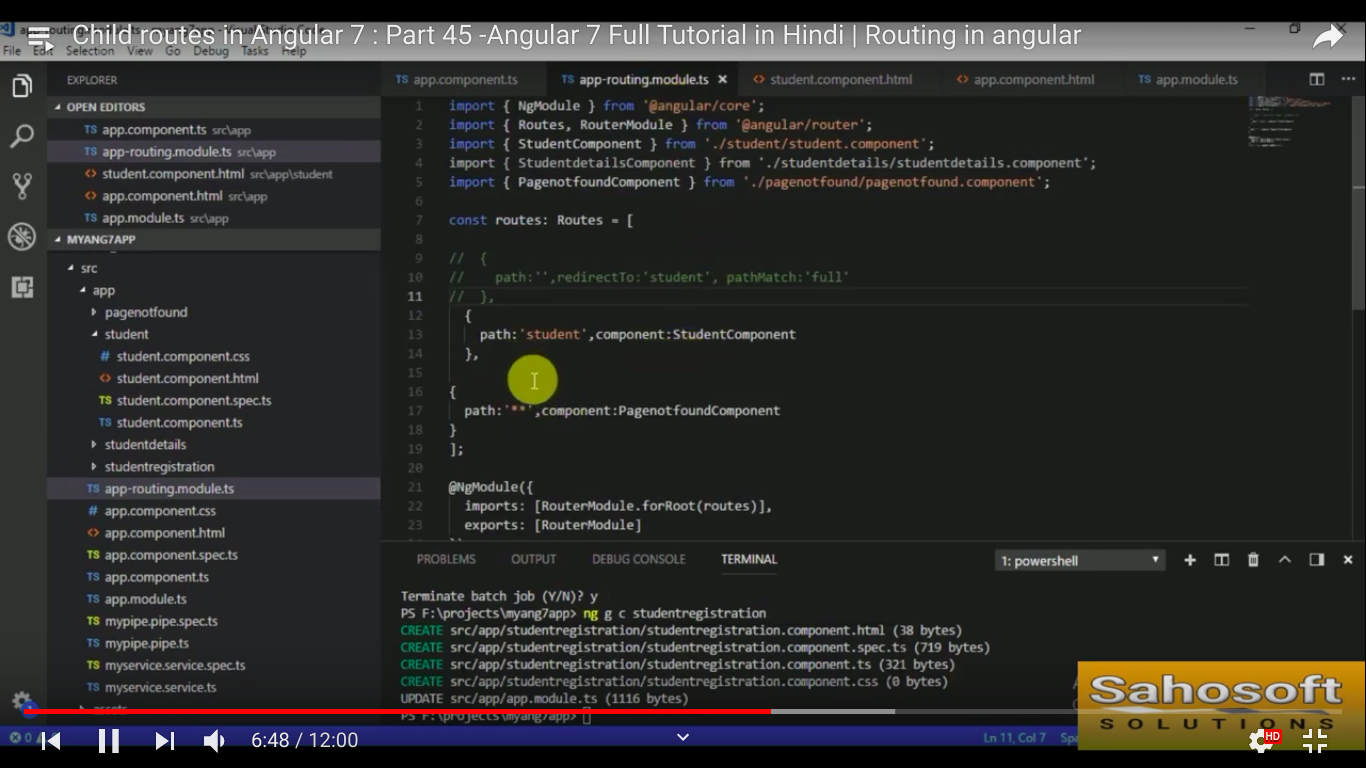 Child routes in Angular 7 : Part 45 -Angular 7 Full Tutorial in Hindi | Routing in angular
File Edit Selection View Go Debug Tasks Help
EXPLORER
OPEN EDITORS
TS app.component.ts src\app
TS app-routing.module.ts src\app
<> student.component.html src\app\student
<> app.component.html src\app
TS app.module.ts src\app
MYANG7APP
src
app
pagenotfound
student
# student.component.css
<> student.component.html
TS student.component.spec.ts
TS student.component.ts
studentdetails
studentregistration
TS app-routing.module.ts
# app.component.css
<> app.component.html
TS app.component.spec.ts
TS app.component.ts
TS app.module.ts
TS mypipe.pipe.spec.ts
TS mypipe.pipe.ts
TS myservice.service.spec.ts
TS myservice.service.ts
TS app.component.ts TS app-routing.module.ts × <> student.component.html <> app.component.html TS app.module.ts
1 import { NgModule } from '@angular/core';
2 import { Routes, RouterModule } from '@angular/router';
3 import { StudentComponent } from './student/student.component';
4 import { StudentdetailsComponent } from './studentdetails/studentdetails.component';
5 import { PagenotfoundComponent } from './pagenotfound/pagenotfound.component';
6
7 const routes: Routes = [
8
9 // {
10 // path:'',redirectTo:'student', pathMatch:'full'
11 // },
12 {
13 path:'student',component:StudentComponent
14 },
15
16 {
17 path:'**',component:PagenotfoundComponent
18 }
19 ];
20
21 @NgModule({
22 imports: [RouterModule.forRoot(routes)],
23 exports: [RouterModule]
PROBLEMS OUTPUT DEBUG CONSOLE TERMINAL 1: powershell
Terminate batch job (Y/N)? y
PS F:\projects\myang7app> ng g c studentregistration
CREATE src/app/studentregistration/studentregistration.component.html (38 bytes)
CREATE src/app/studentregistration/studentregistration.component.spec.ts (719 bytes)
CREATE src/app/studentregistration/studentregistration.component.ts (321 bytes)
CREATE src/app/studentregistration/studentregistration.component.css (0 bytes)
UPDATE src/app/app.module.ts (1116 bytes)
PS F:\projects\myang7app>
Sahosoft
SOLUTIONS
6:48 / 12:00
Ln 11, Col 7
HD